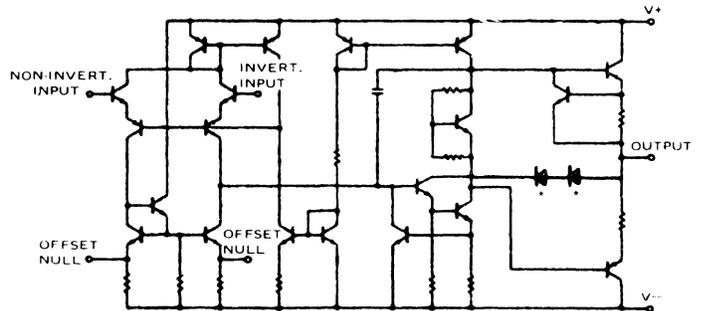 V+
NON-INVERT.
INPUT
INVERT.
INPUT
OUTPUT
*
*
OFFSET
NULL
OFFSET
NULL
V--